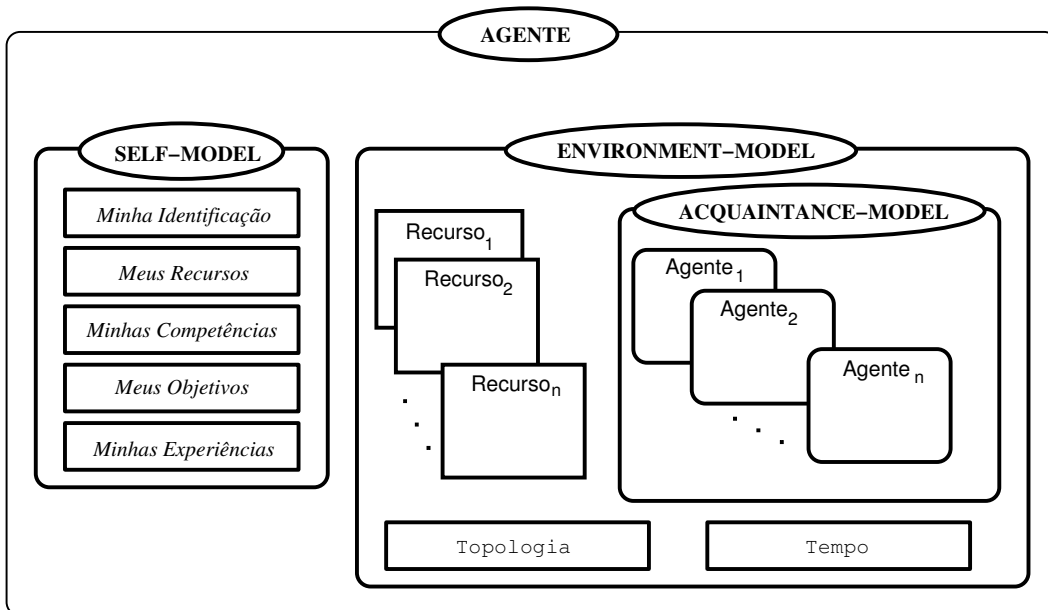 AGENTE
SELF–MODEL
Minha Identificação
Meus Recursos
Minhas Competências
Meus Objetivos
Minhas Experiências
ENVIRONMENT–MODEL
Recurso1
Recurso2
Recurson
. . .
ACQUAINTANCE–MODEL
Agente1
Agente2
Agente n
. . .
Topologia
Tempo